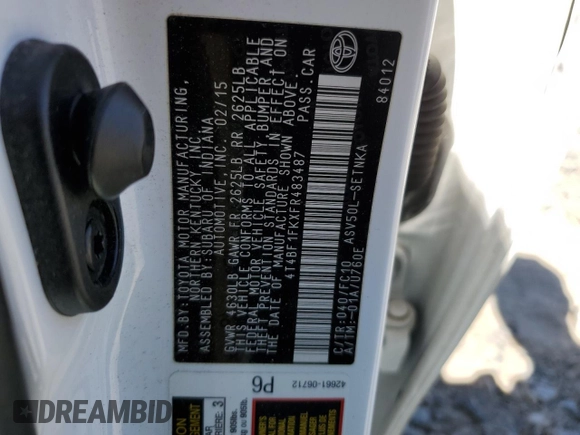 MFD.BY:TOYOTA MOTOR MANUFACTURING,
NORTHERN KENTUCKY, INC.
ASSEMBLED BY:SUBARU OF INDIANA
AUTOMOTIVE INC. 02/15
GVWR 4630LB GAWR FR 2625LB RR 2625LB
THIS VEHICLE CONFORMS TO ALL APPLICABLE
FEDERAL MOTOR VEHICLE SAFETY, BUMPER AND
THEFT PREVENTION STANDARDS IN EFFECT ON
THE DATE OF MANUFACTURE SHOWN ABOVE.
4T4BF1FKXFR483487 PASS.CAR
C/TR:040/FC10 ASV50L-SETNKA
A/TM:-01A/U760E
84012
P6
42661-06712
3
DREAMBID